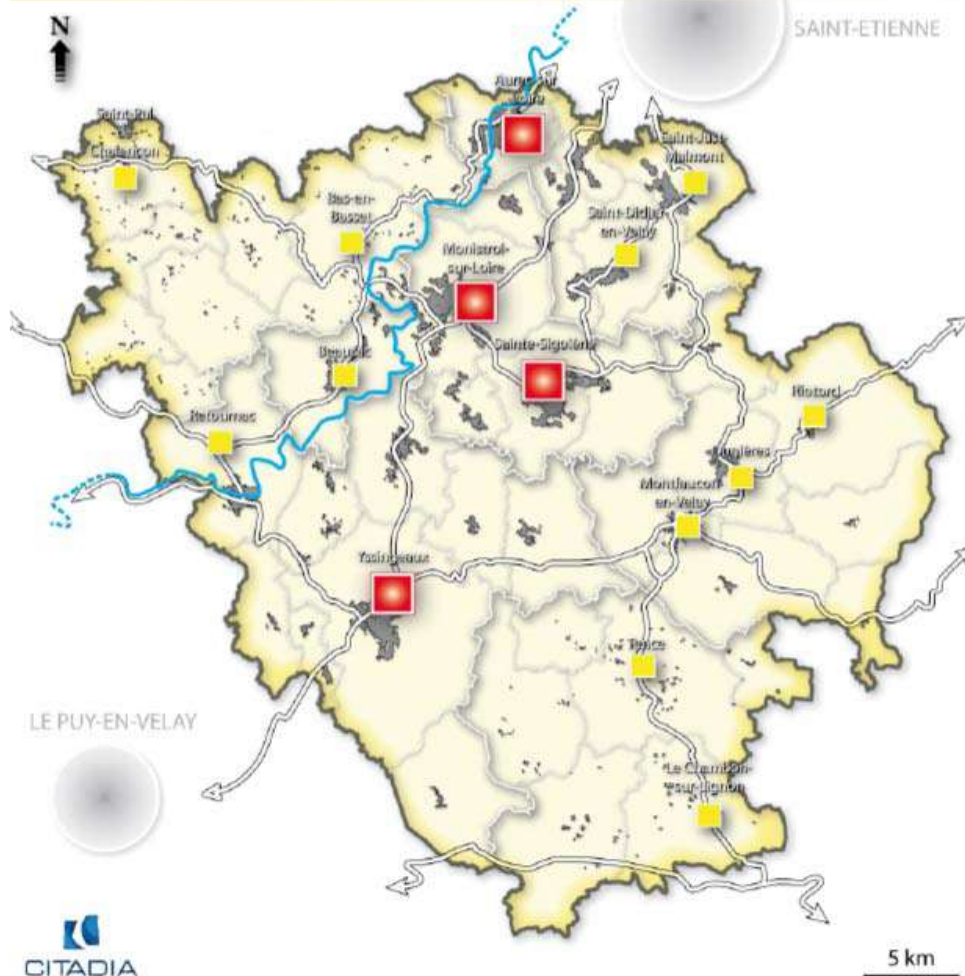 N
SAINT-ETIENNE
Aurec-sur
Loire
Saint-Pal
de
Chalancon
Saint-Just
Malmont
Bas-en-
Basset
Saint-Didier
en-Velay
Monistrol-
sur-Loire
Sainte-Sigolène
Beauzac
Retournac
Riotord
Dunières
Montfaucon
en-Velay
Yssingeaux
Tence
LE PUY-EN-VELAY
Le Chambon-
sur-Lignon
CITADIA
5 km